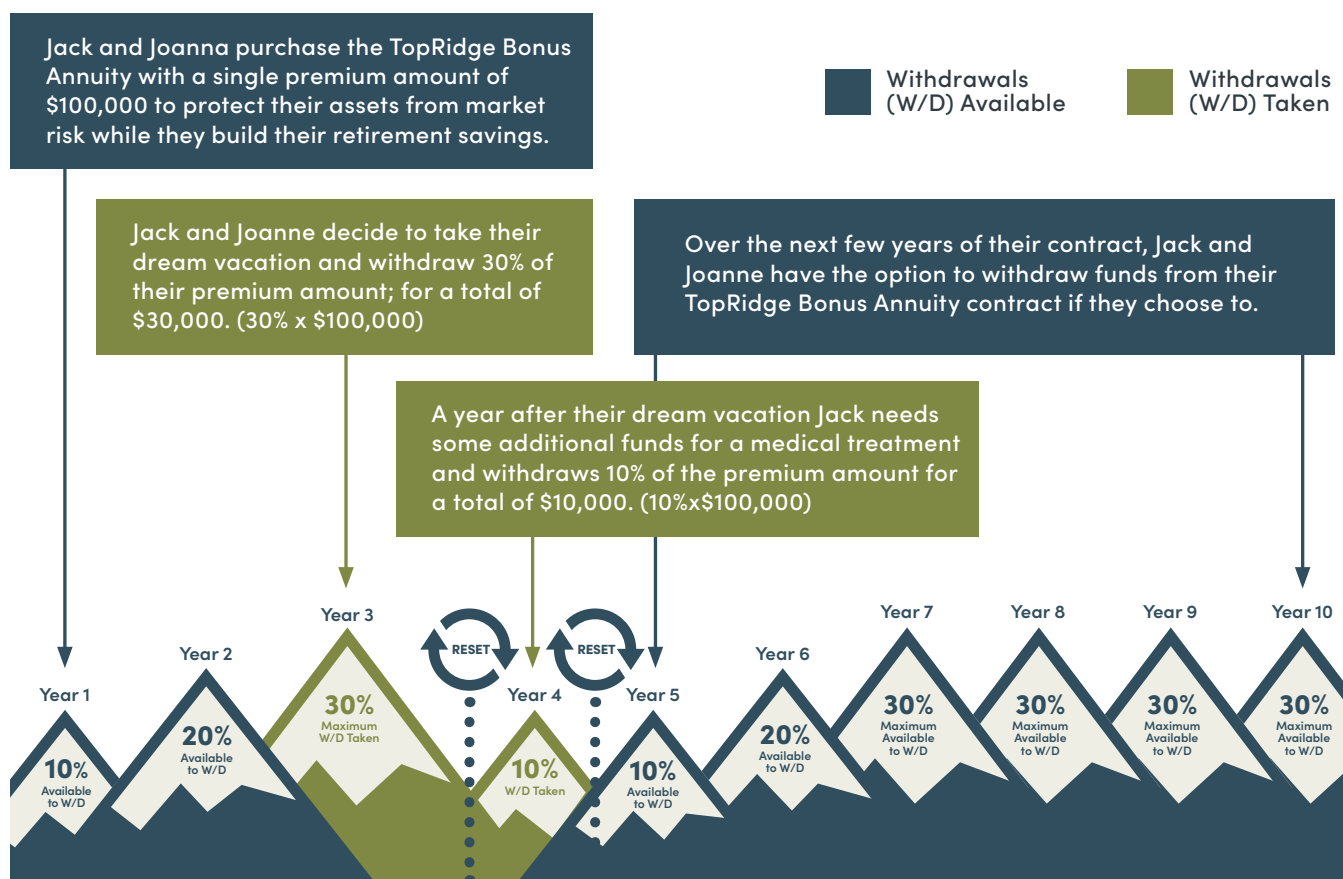 Jack and Joanna purchase the TopRidge Bonus
Annuity with a single premium amount of
$100,000 to protect their assets from market
risk while they build their retirement savings.
Withdrawals
(W/D) Available
Withdrawals
(W/D) Taken
Jack and Joanne decide to take their
dream vacation and withdraw 30% of
their premium amount; for a total of
$30,000. (30% x $100,000)
Over the next few years of their contract, Jack and
Joanne have the option to withdraw funds from their
TopRidge Bonus Annuity contract if they choose to.
A year after their dream vacation Jack needs
some additional funds for a medical treatment
and withdraws 10% of the premium amount for
a total of $10,000. (10%x$100,000)
Year 1
10%
Available
to W/D
Year 2
20%
Available
to W/D
Year 3
30%
Maximum
W/D Taken
RESET
Year 4
10%
W/D Taken
RESET
Year 5
10%
Available
to W/D
Year 6
20%
Available
to W/D
Year 7
30%
Maximum
Available
to W/D
Year 8
30%
Maximum
Available
to W/D
Year 9
30%
Maximum
Available
to W/D
Year 10
30%
Maximum
Available
to W/D